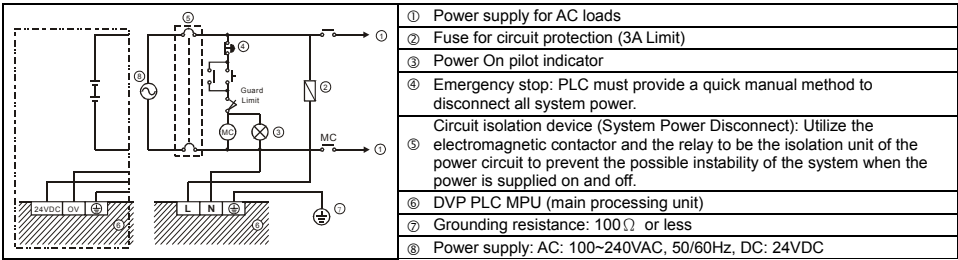 ⑤
①
④
⑧
②
Guard
Limit
MC
③
MC
①
24VDC 0V
L N
⑦
⑥
⑥
① Power supply for AC loads
② Fuse for circuit protection (3A Limit)
③ Power On pilot indicator
④ Emergency stop: PLC must provide a quick manual method to
disconnect all system power.
⑤ Circuit isolation device (System Power Disconnect): Utilize the
electromagnetic contactor and the relay to be the isolation unit of the
power circuit to prevent the possible instability of the system when the
power is supplied on and off.
⑥ DVP PLC MPU (main processing unit)
⑦ Grounding resistance: 100Ω or less
⑧ Power supply: AC: 100~240VAC, 50/60Hz, DC: 24VDC